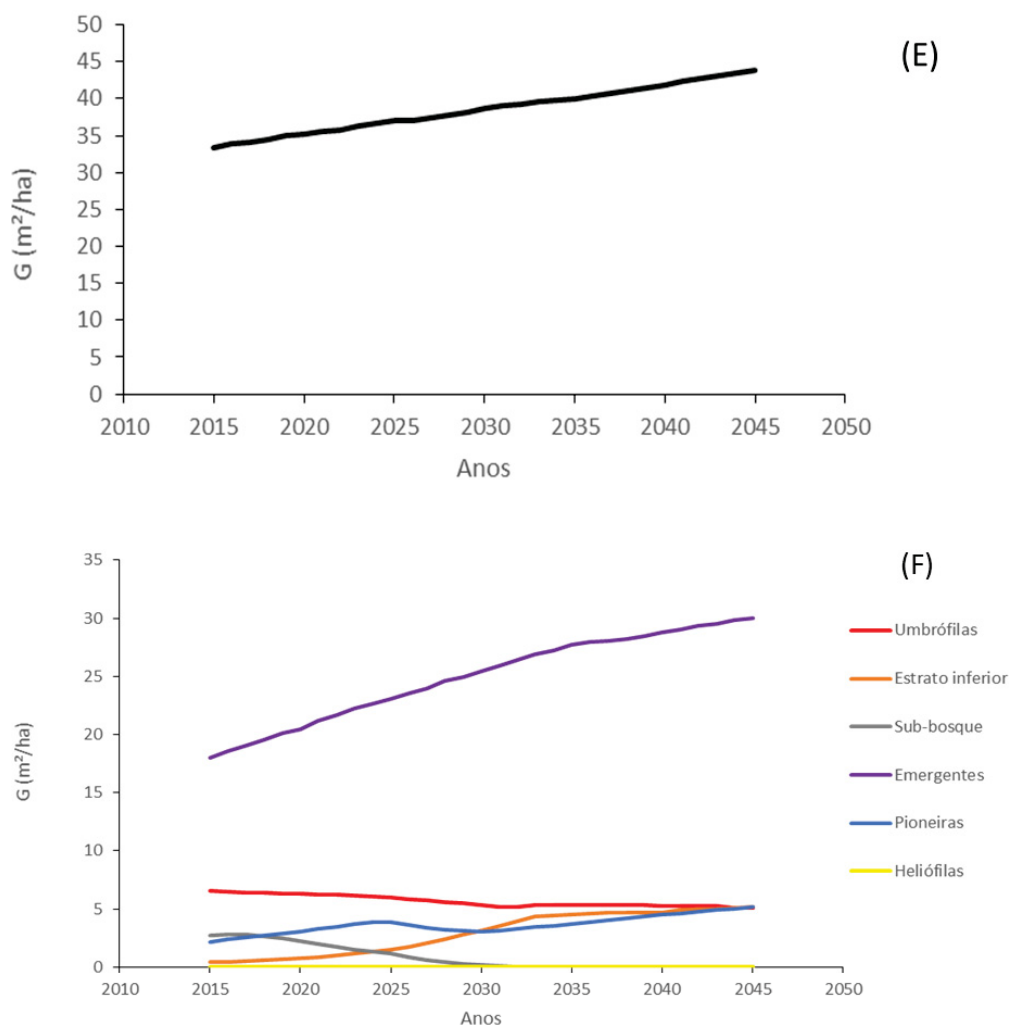 (E)
G (m²/ha)
50
45
40
35
30
25
20
15
10
5
0
2010 2015 2020 2025 2030 2035 2040 2045 2050
Anos
(F)
G (m²/ha)
35
30
25
20
15
10
5
0
2010 2015 2020 2025 2030 2035 2040 2045 2050
Anos
Umbrófilas
Estrato inferior
Sub-bosque
Emergentes
Pioneiras
Heliófilas